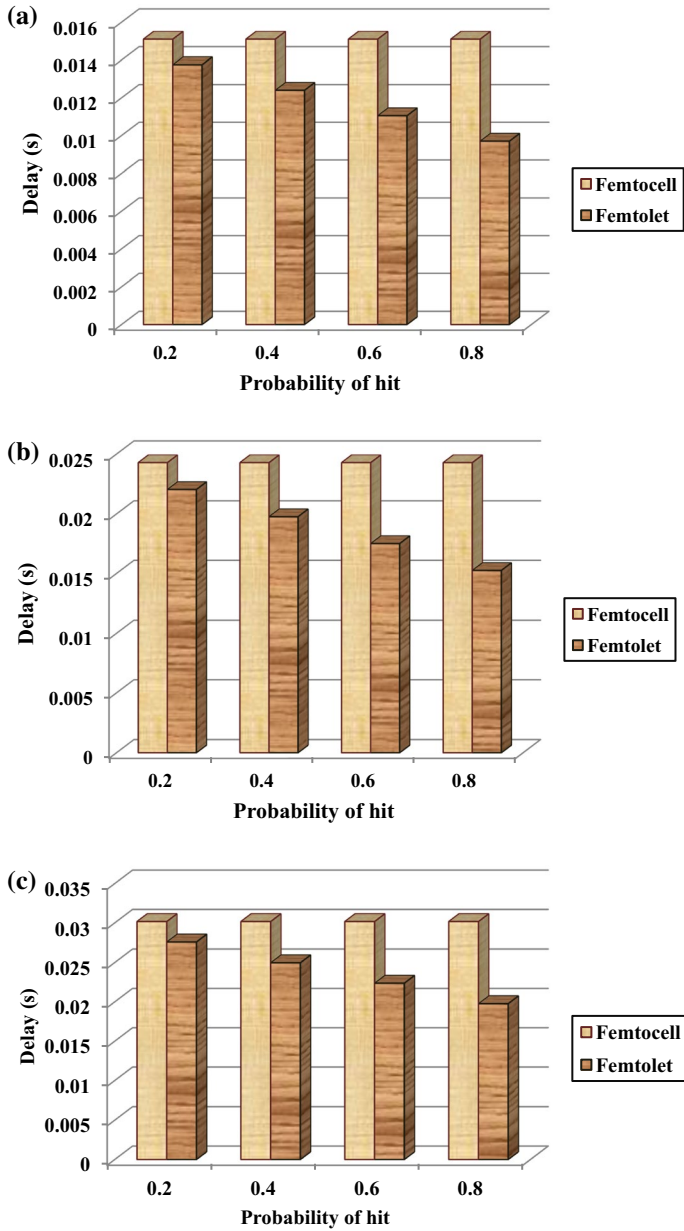 (a)
0.016
0.014
0.012
0.01
0.008
0.006
0.004
0.002
0
Delay (s)
0.2 0.4 0.6 0.8
Probability of hit
Femtocell
Femtolet
(b)
0.025
0.02
0.015
0.01
0.005
0
Delay (s)
0.2 0.4 0.6 0.8
Probability of hit
Femtocell
Femtolet
(c)
0.035
0.03
0.025
0.02
0.015
0.01
0.005
0
Delay (s)
0.2 0.4 0.6 0.8
Probability of hit
Femtocell
Femtolet